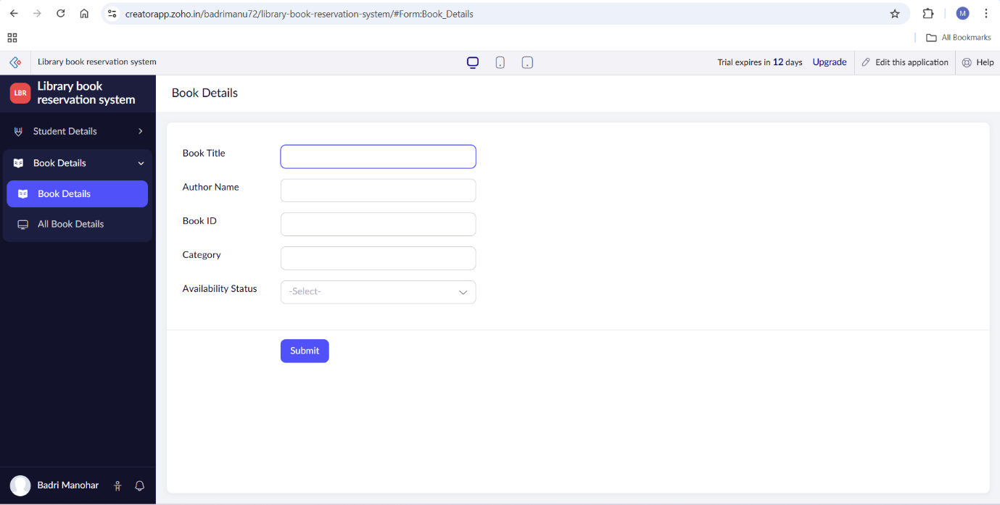 creatorapp.zoho.in/badrimanu72/library-book-reservation-system/#Form:Book_Details
M
All Bookmarks
Library book reservation system
Trial expires in 12 days Upgrade Edit this application Help
LBR
Library book
reservation system
Book Details
Student Details
Book Details
Book Details
All Book Details
Book Title
Author Name
Book ID
Category
Availability Status -Select-
Submit
Badri Manohar